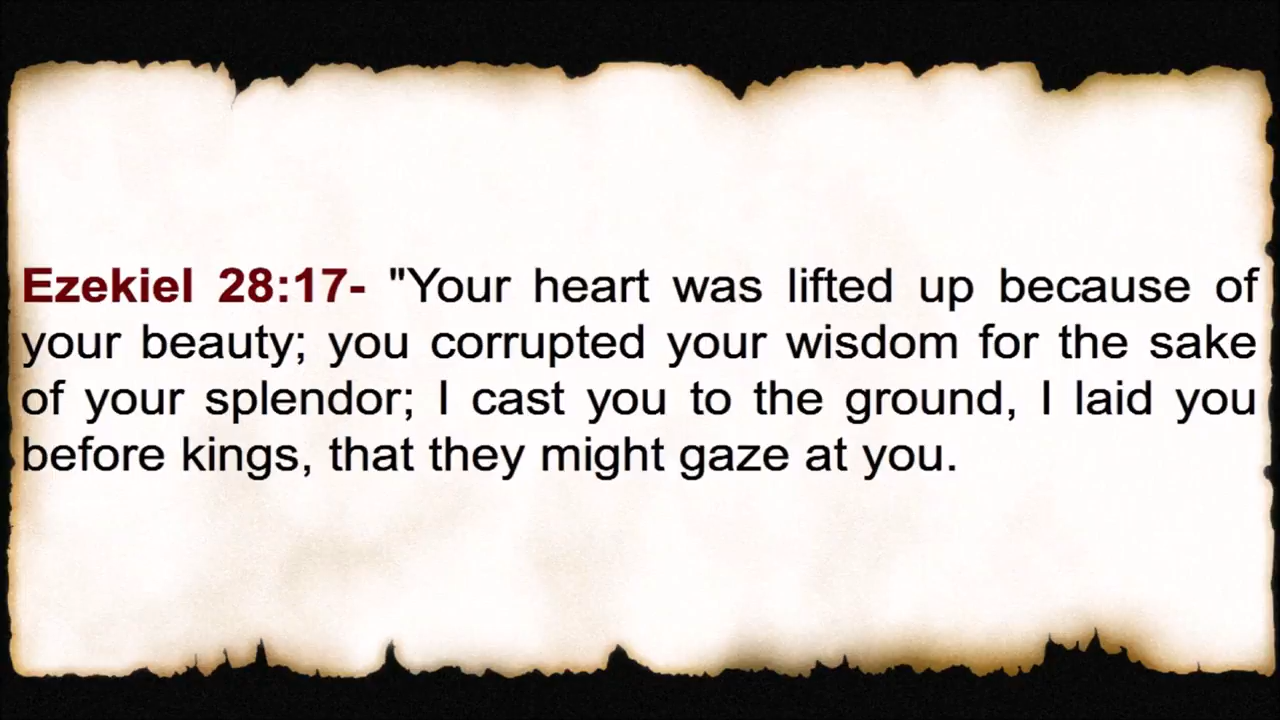 Ezekiel 28:17- "Your heart was lifted up because of
your beauty; you corrupted your wisdom for the sake
of your splendor; I cast you to the ground, I laid you
before kings, that they might gaze at you.